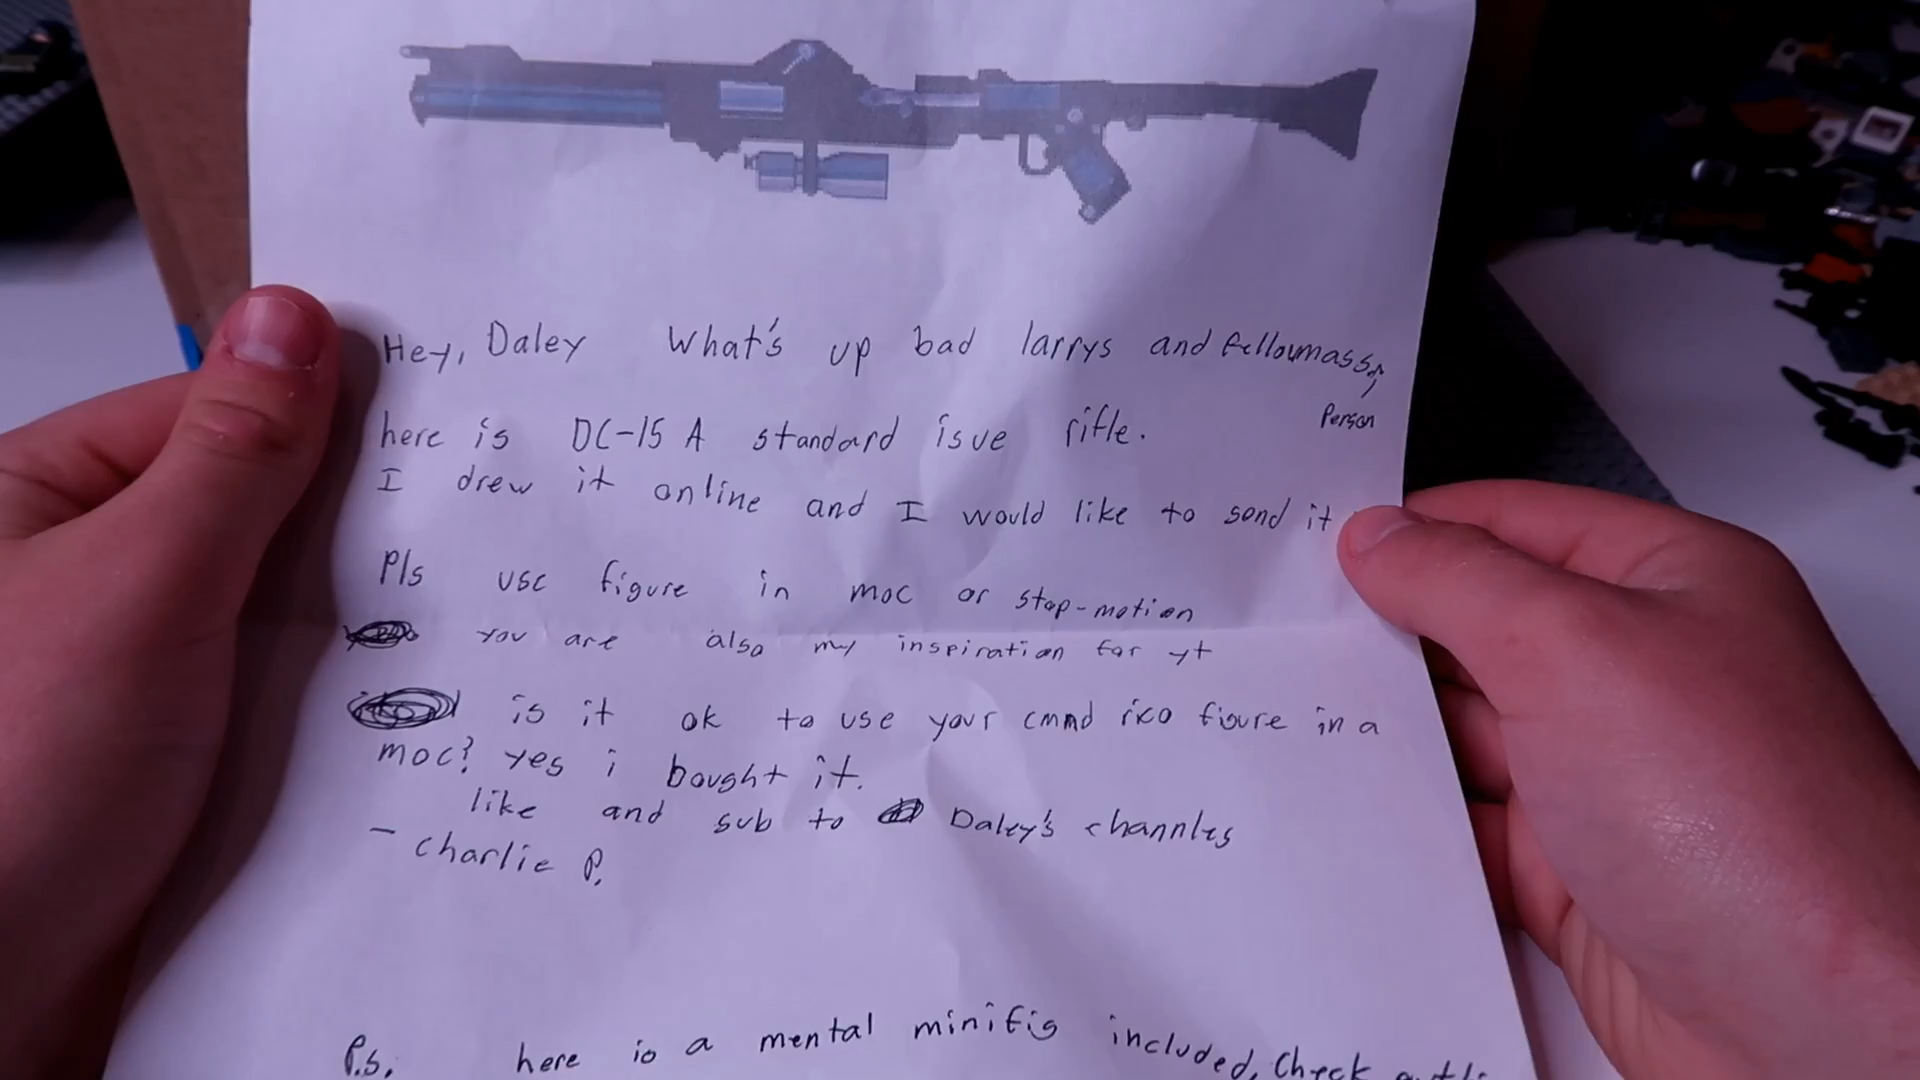 Hey, Daley What's up bad larrys and
Person
here is DC-15 A standard isue rifle.
I drew it online and I would like to send it
Pls use figure in moc or stop-motion
You are also my inspiration for yt
is it ok to use your cmnd rico figure in a
moc? yes i bought it.
like and sub to Daley's channles
- Charlie P.
P.S. here is a mental minifig included, Check